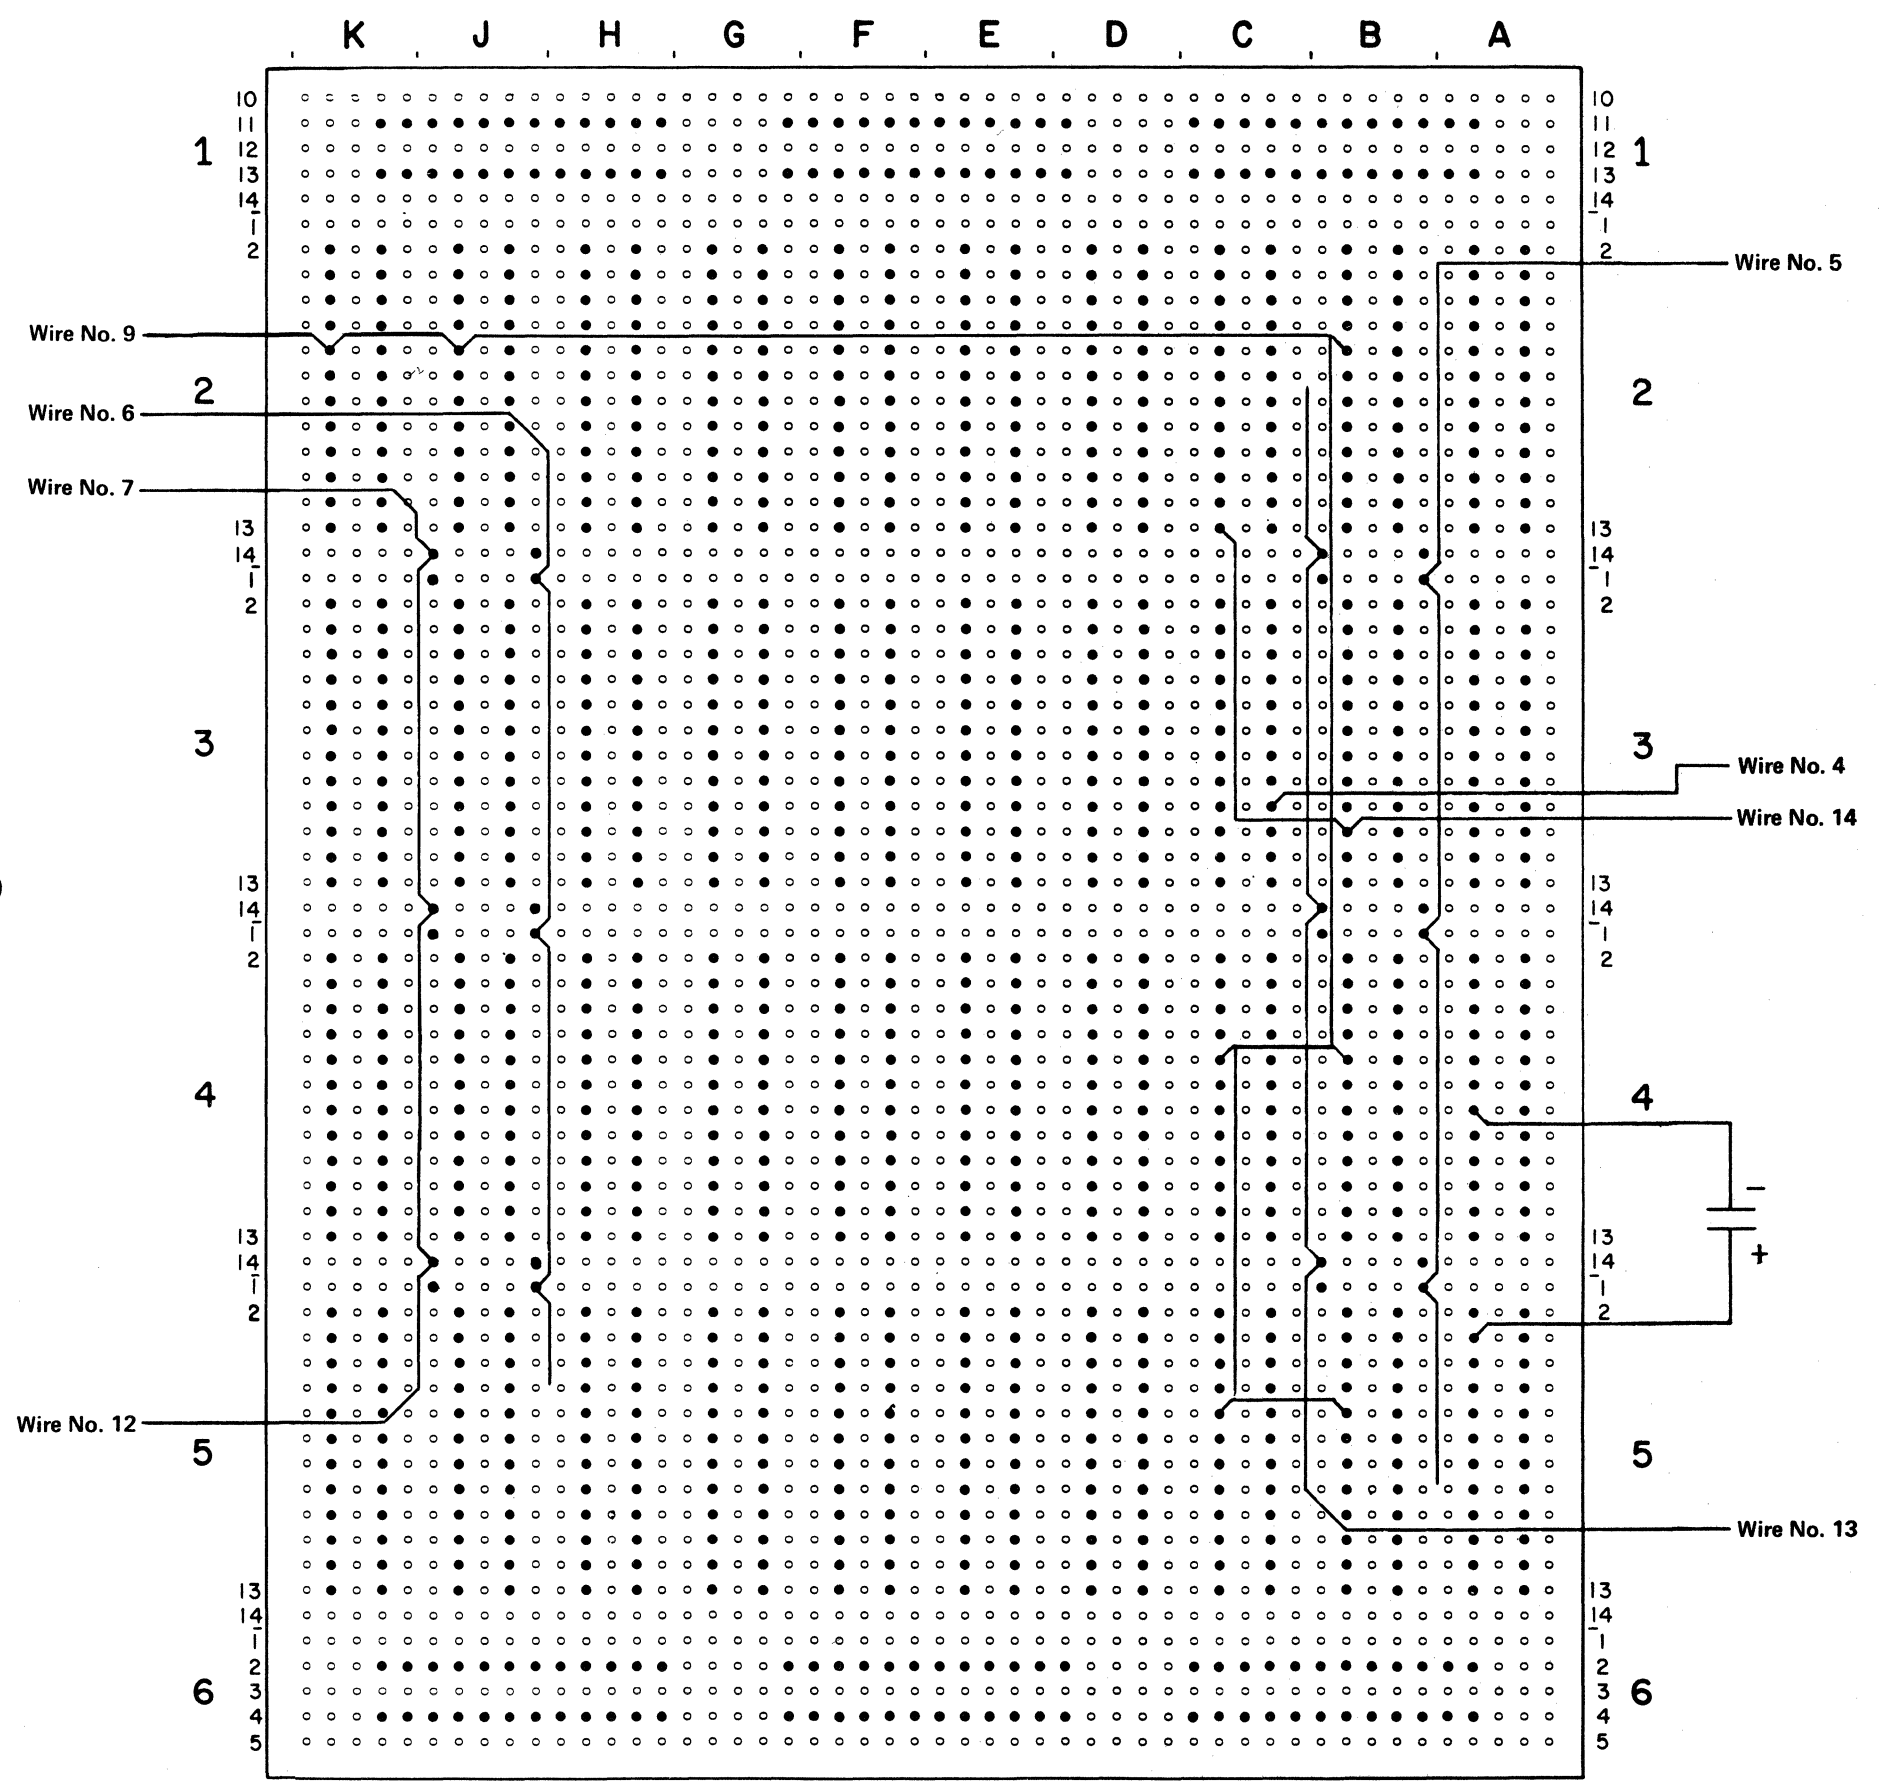 K J H G F E D C B A
10 10
11 11
1 12 12 1
13 13
14 14
1 1
2 2
Wire No. 5
Wire No. 9
2 2
Wire No. 6
Wire No. 7
13 13
14 14
1 1
2 2
3 3
Wire No. 4
Wire No. 14
13 13
14 14
1 1
2 2
4 4
−
13 13
14 14 +
1 1
2 2
Wire No. 12
5 5
Wire No. 13
13 13
14 14
1 1
2 2
6 3 3 6
4 4
5 5